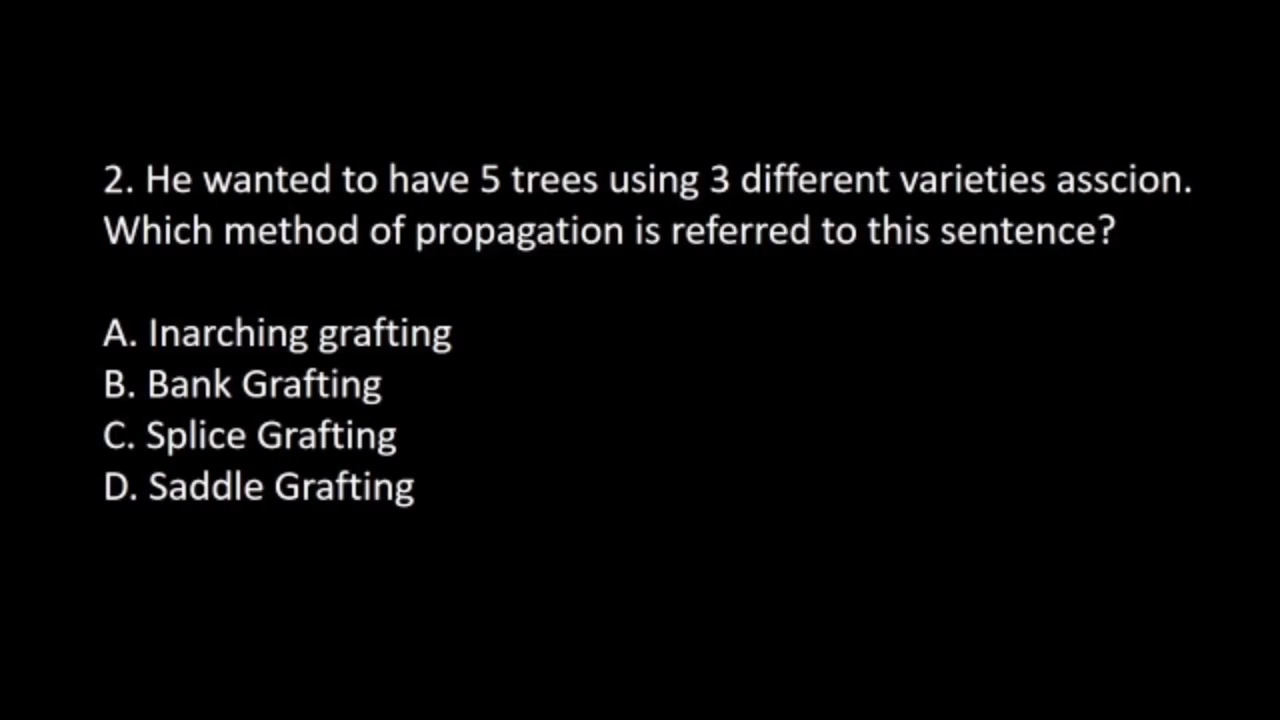 2. He wanted to have 5 trees using 3 different varieties asscion.
Which method of propagation is referred to this sentence?
A. Inarching grafting
B. Bank Grafting
C. Splice Grafting
D. Saddle Grafting